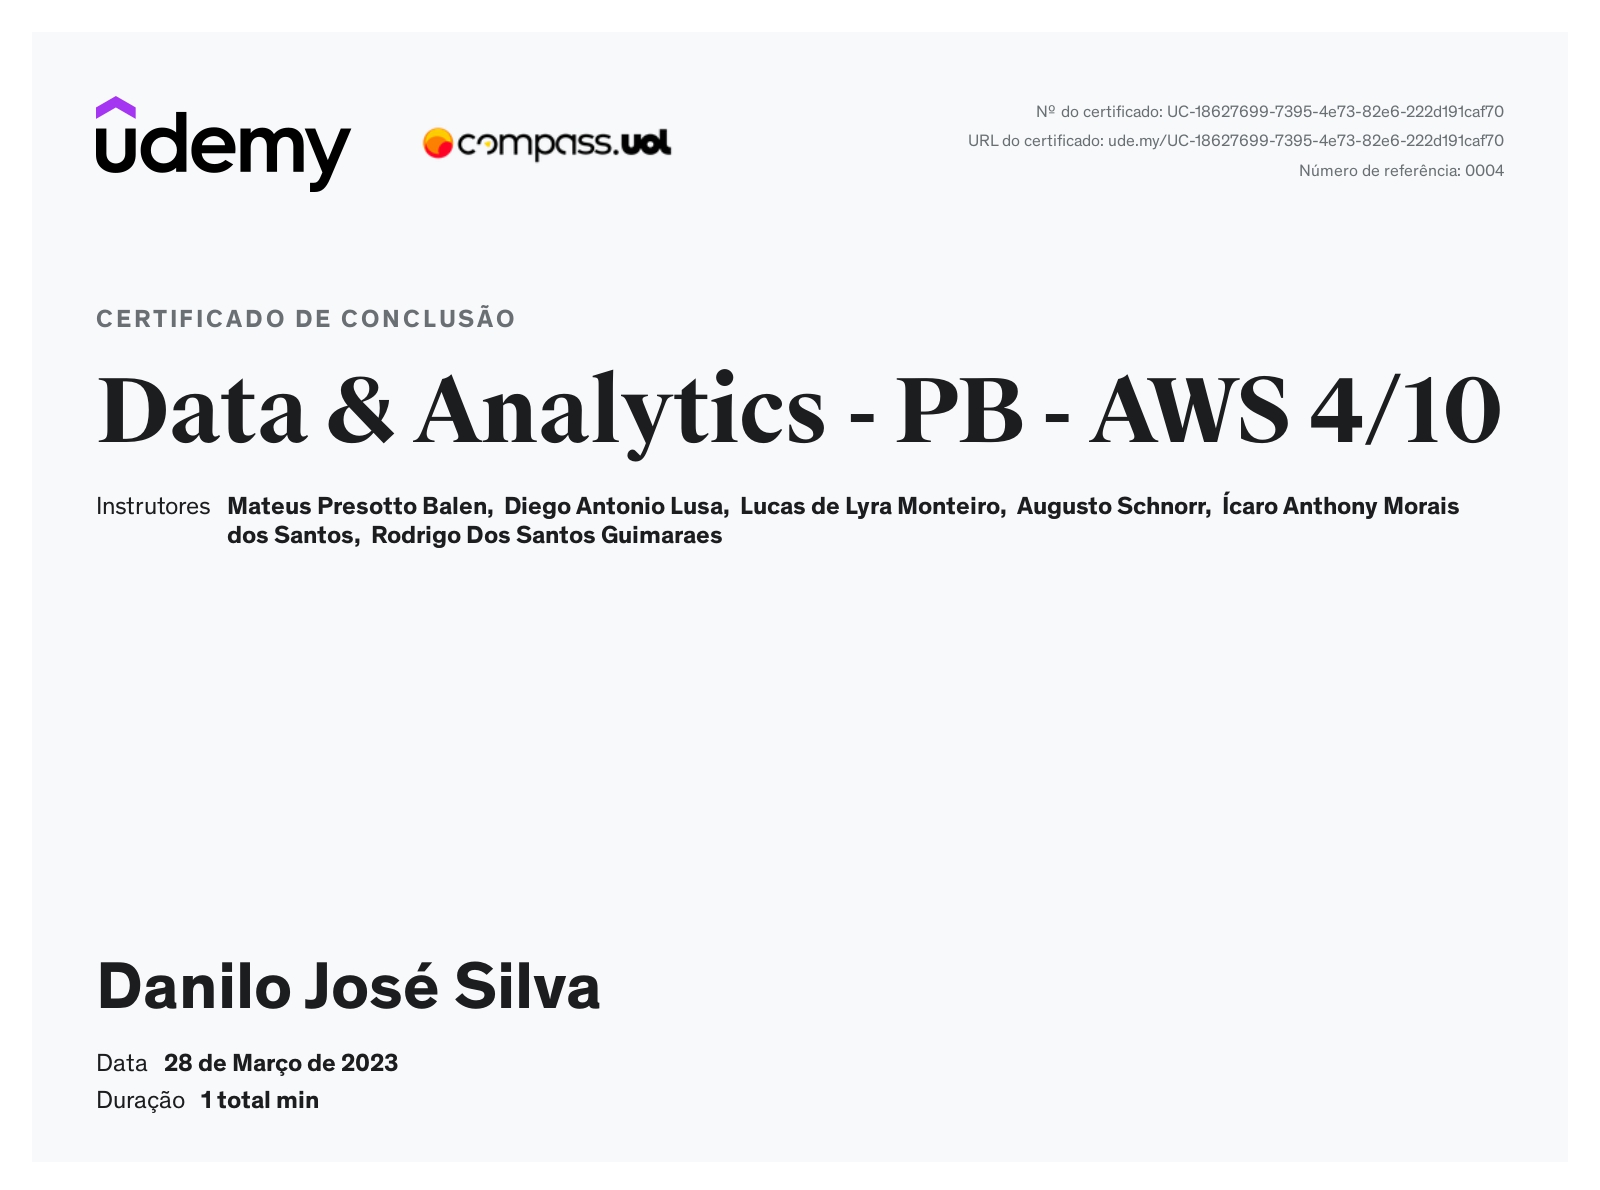 udemy
compass.uol
Nº do certificado: UC-18627699-7395-4e73-82e6-222d191caf70
URL do certificado: ude.my/UC-18627699-7395-4e73-82e6-222d191caf70
Número de referência: 0004
CERTIFICADO DE CONCLUSÃO
Data & Analytics - PB - AWS 4/10
Instrutores Mateus Presotto Balen, Diego Antonio Lusa, Lucas de Lyra Monteiro, Augusto Schnorr, Ícaro Anthony Morais
dos Santos, Rodrigo Dos Santos Guimaraes
Danilo José Silva
Data 28 de Março de 2023
Duração 1 total min